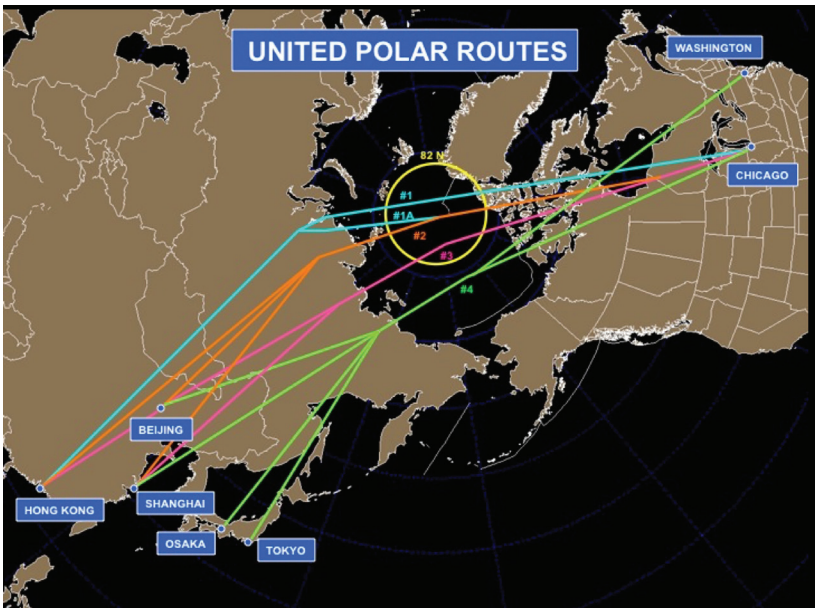 UNITED POLAR ROUTES
WASHINGTON
82 N
CHICAGO
#1
#1A
#2
#3
#4
BEIJING
HONG KONG
SHANGHAI
OSAKA
TOKYO